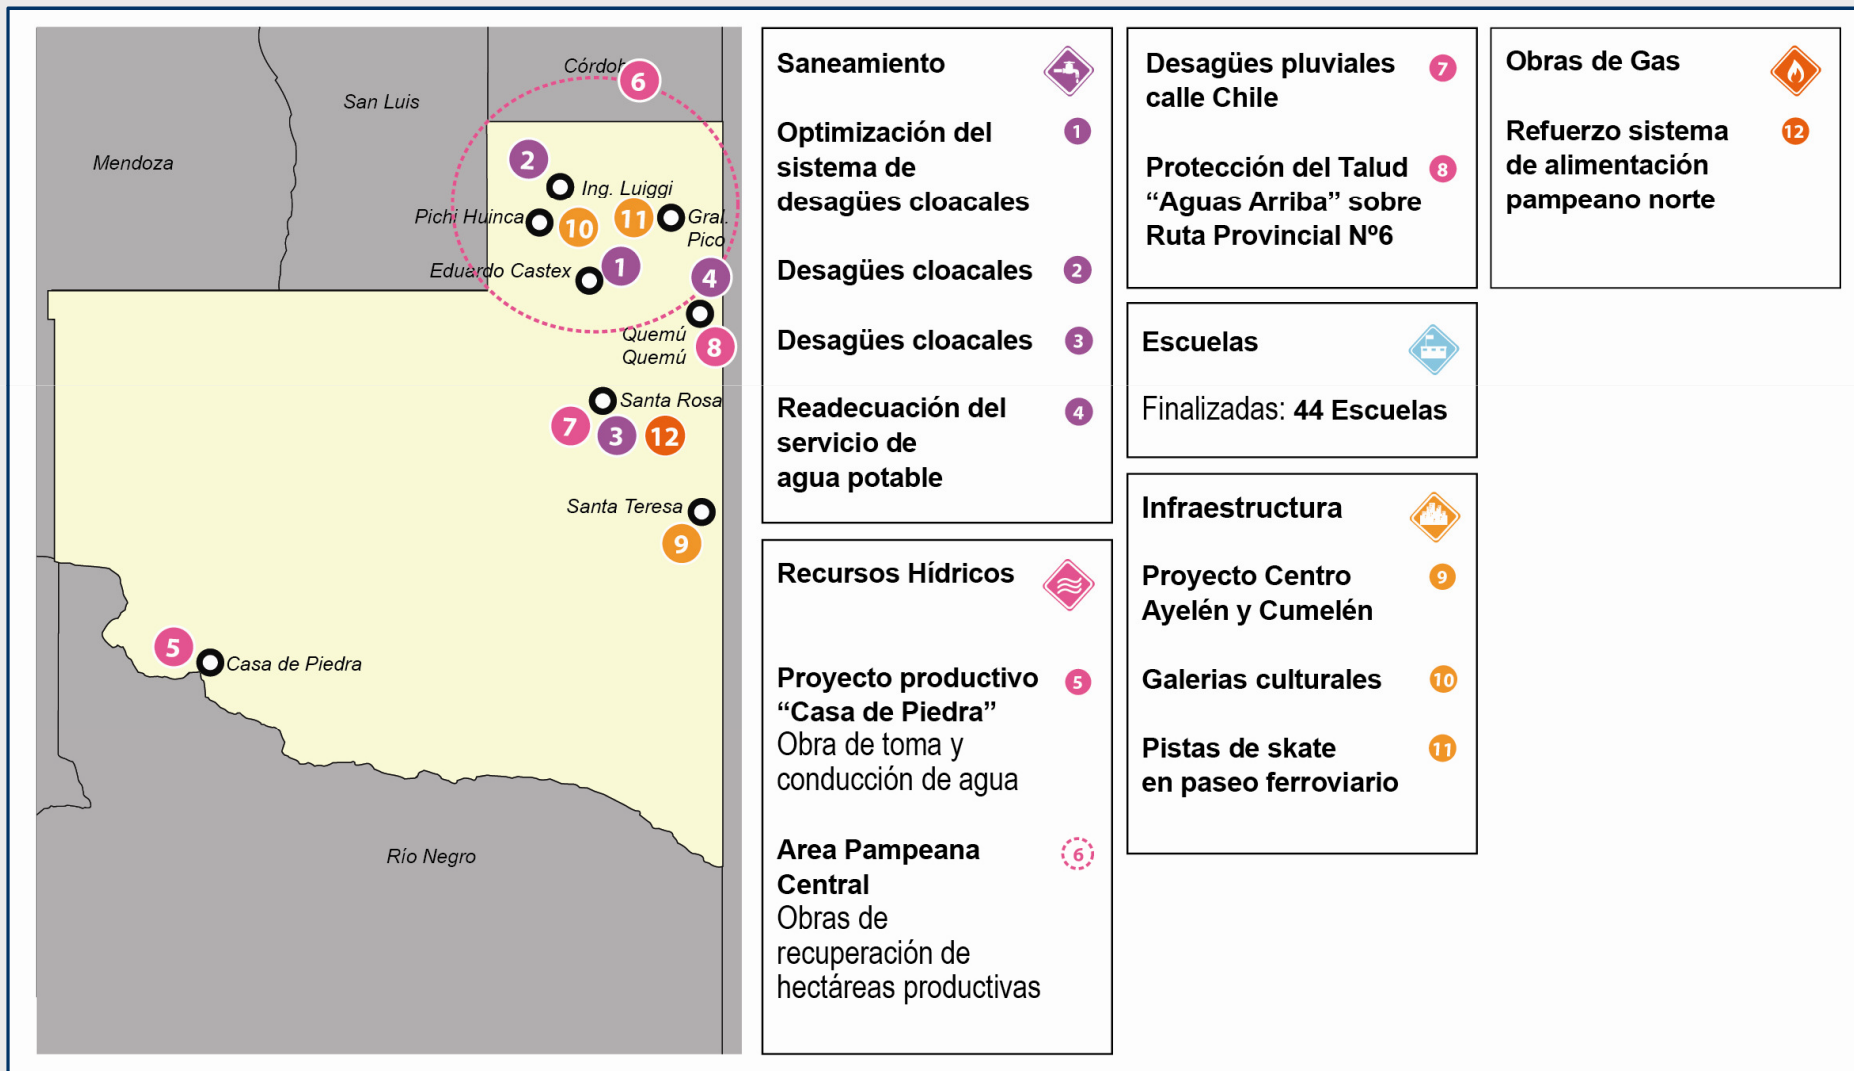 Córdob
6
San Luis
Mendoza
2
Ing. Luiggi
Pichi Huinca
10
11
Gral.
Pico
Eduardo Castex
1
4
Quemú
Quemú
8
Santa Rosa
7
3
12
Santa Teresa
9
5
Casa de Piedra
Río Negro
Saneamiento
Optimización del
sistema de
desagües cloacales
1
Desagües cloacales
2
Desagües cloacales
3
Readecuación del
servicio de
agua potable
4
Recursos Hídricos
Proyecto productivo
“Casa de Piedra”
Obra de toma y
conducción de agua
5
Area Pampeana
Central
Obras de
recuperación de
hectáreas productivas
6
Desagües pluviales
calle Chile
7
Protección del Talud
“Aguas Arriba” sobre
Ruta Provincial Nº6
8
Escuelas
Finalizadas: 44 Escuelas
Infraestructura
Proyecto Centro
Ayelén y Cumelén
9
Galerias culturales
10
Pistas de skate
en paseo ferroviario
11
Obras de Gas
Refuerzo sistema
de alimentación
pampeano norte
12